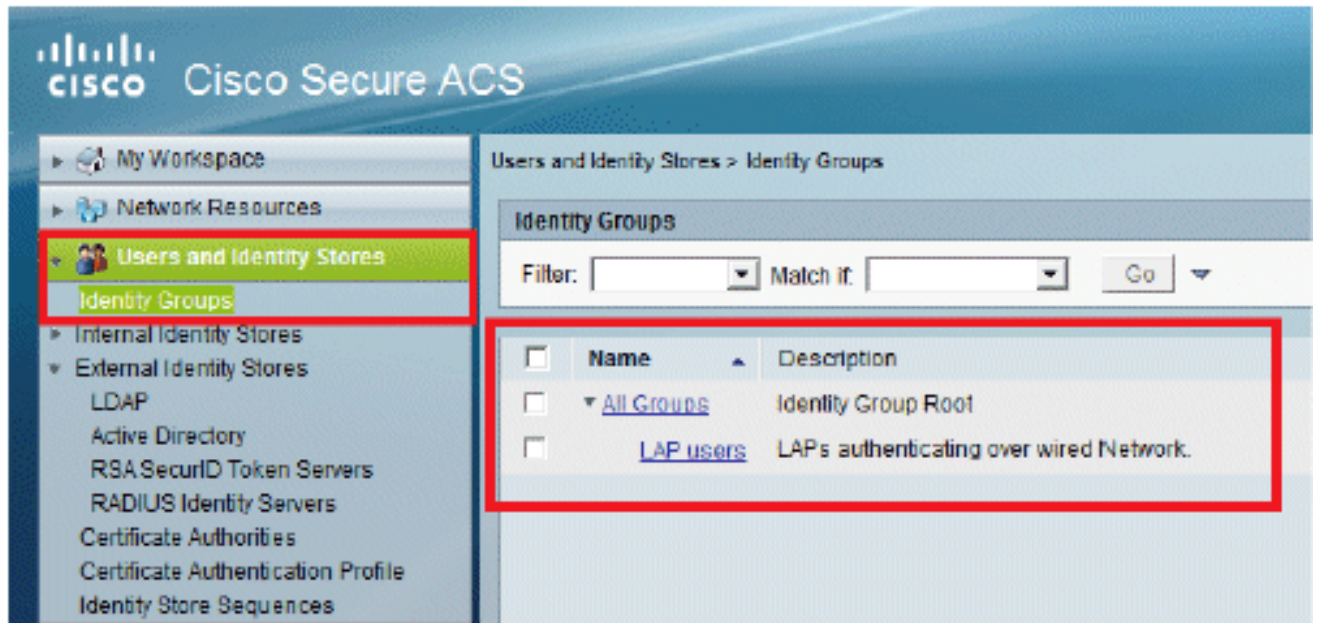 CISCO Cisco Secure ACS
My Workspace
Network Resources
Users and Identity Stores
Identity Groups
Internal Identity Stores
External Identity Stores
LDAP
Active Directory
RSA SecurID Token Servers
RADIUS Identity Servers
Certificate Authorities
Certificate Authentication Profile
Identity Store Sequences
Users and Identity Stores > Identity Groups
Identity Groups
Filter: Match if: Go
Name Description
All Groups Identity Group Root
LAP users LAPs authenticating over wired Network.